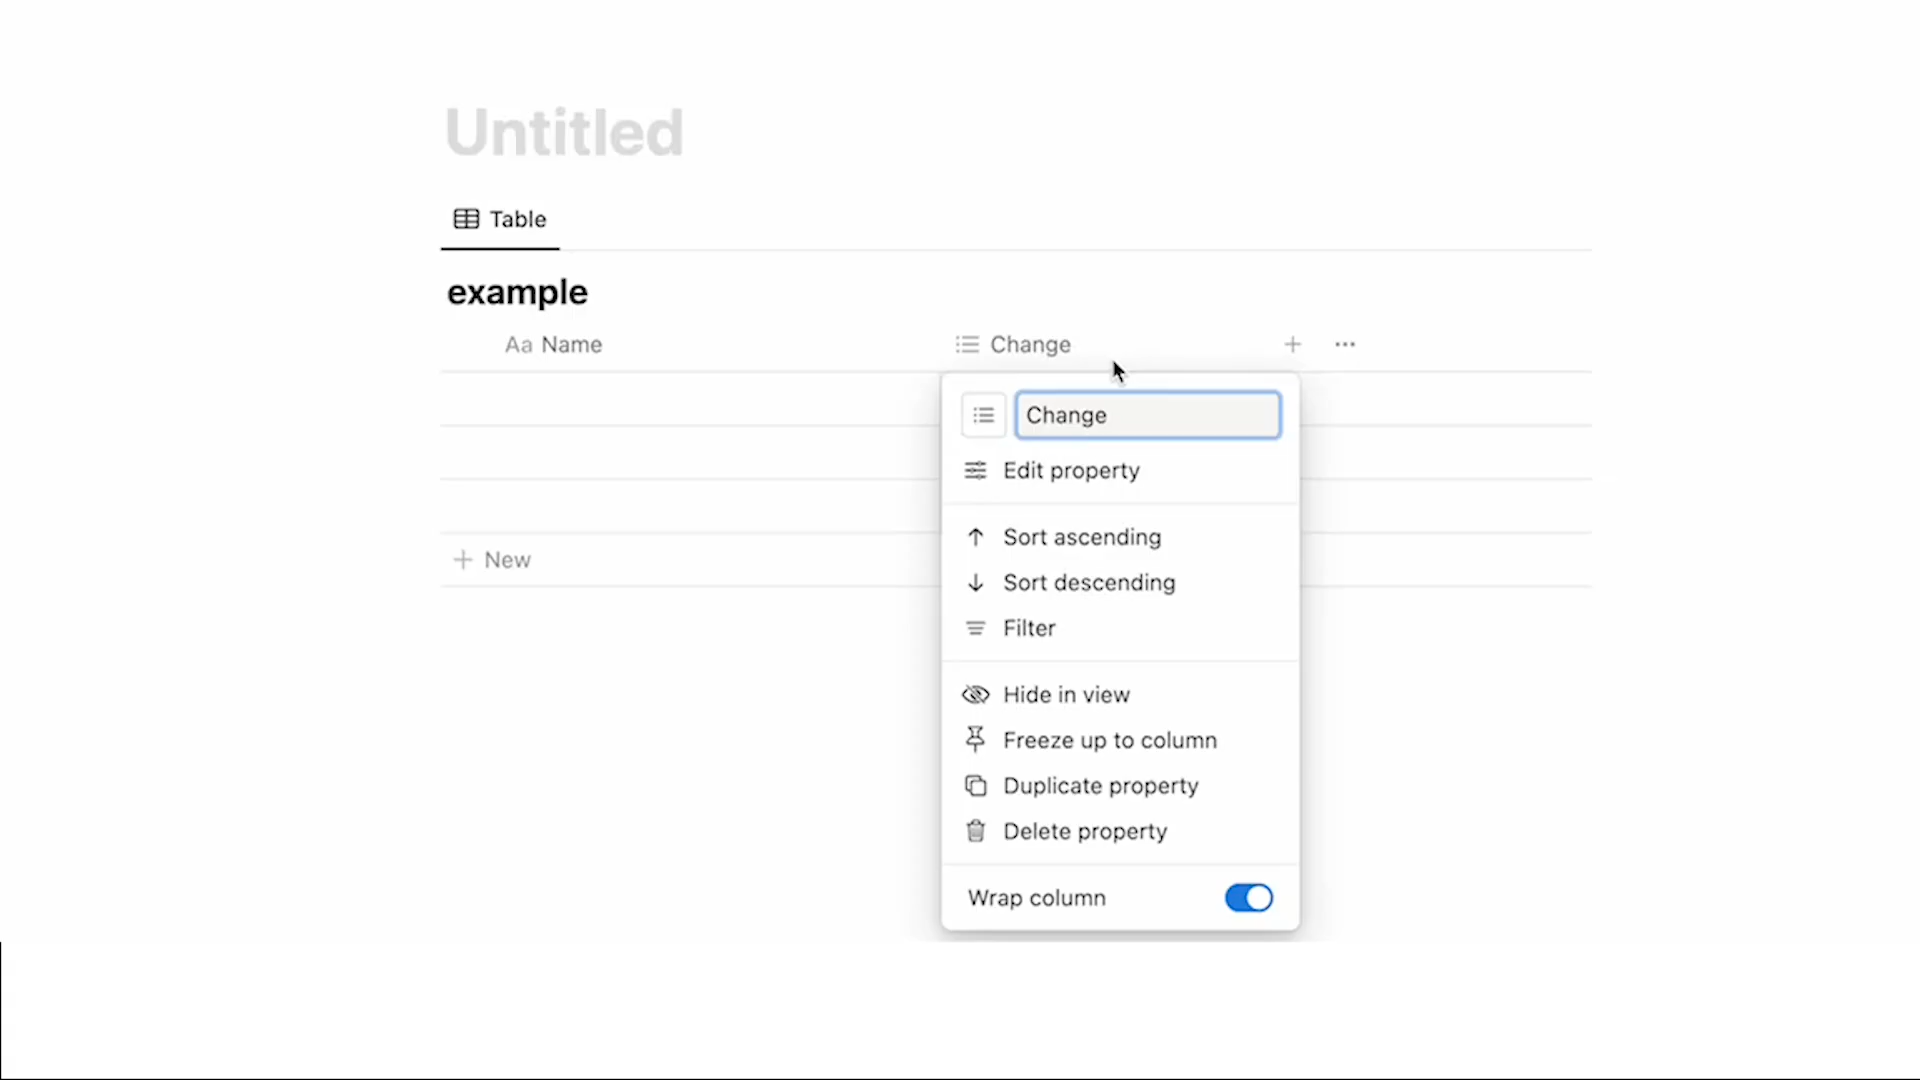 Untitled
Table
example
Aa Name
Change
Change
Edit property
Sort ascending
Sort descending
New
Filter
Hide in view
Freeze up to column
Duplicate property
Delete property
Wrap column